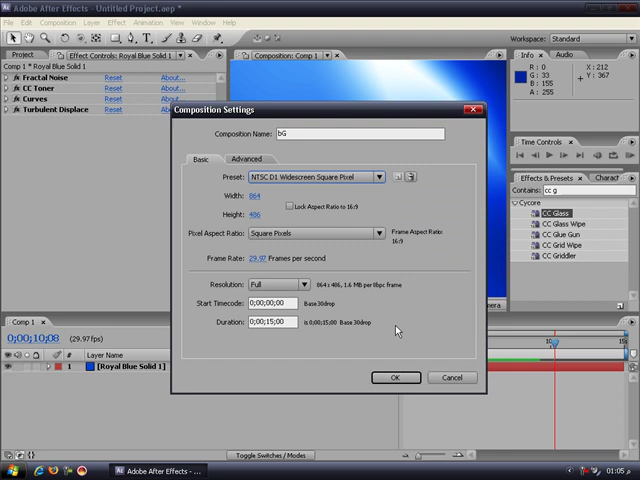 Adobe After Effects - Untitled Project.aep *
File Edit Composition Layer Effect Animation View Window Help
Workspace: Standard
Project
Effect Controls: Royal Blue Solid 1
Composition: Comp 1
Info
Audio
Comp 1 * Royal Blue Solid 1
Fractal Noise Reset About...
CC Toner Reset About...
Curves Reset About...
Turbulent Displace Reset
R : 0
G : 33
B : 155
A : 255
X : 212
Y : 367
Time Controls
Effects & Presets
Charact
Contains: cc g
Cycore
CC Glass
CC Glass Wipe
CC Glue Gun
CC Grid Wipe
CC Griddler
Composition Settings
Composition Name: bG
Basic
Advanced
Preset: NTSC D1 Widescreen Square Pixel
Width: 864
Lock Aspect Ratio to 16:9
Height: 486
Pixel Aspect Ratio: Square Pixels
Frame Aspect Ratio:
16:9
Frame Rate: 29.97 Frames per second
Resolution: Full
864 x 486, 1.6 MB per 8bpc frame
Start Timecode: 0;00;00;00 Base 30drop
Duration: 0;00;15;00 is 0;00;15;00 Base 30drop
OK
Cancel
mera
Comp 1
0;00;10;08 (29.97fps)
10s
15s
# Layer Name
1 [Royal Blue Solid 1]
Toggle Switches / Modes
Adobe After Effects - ...
01:05 م